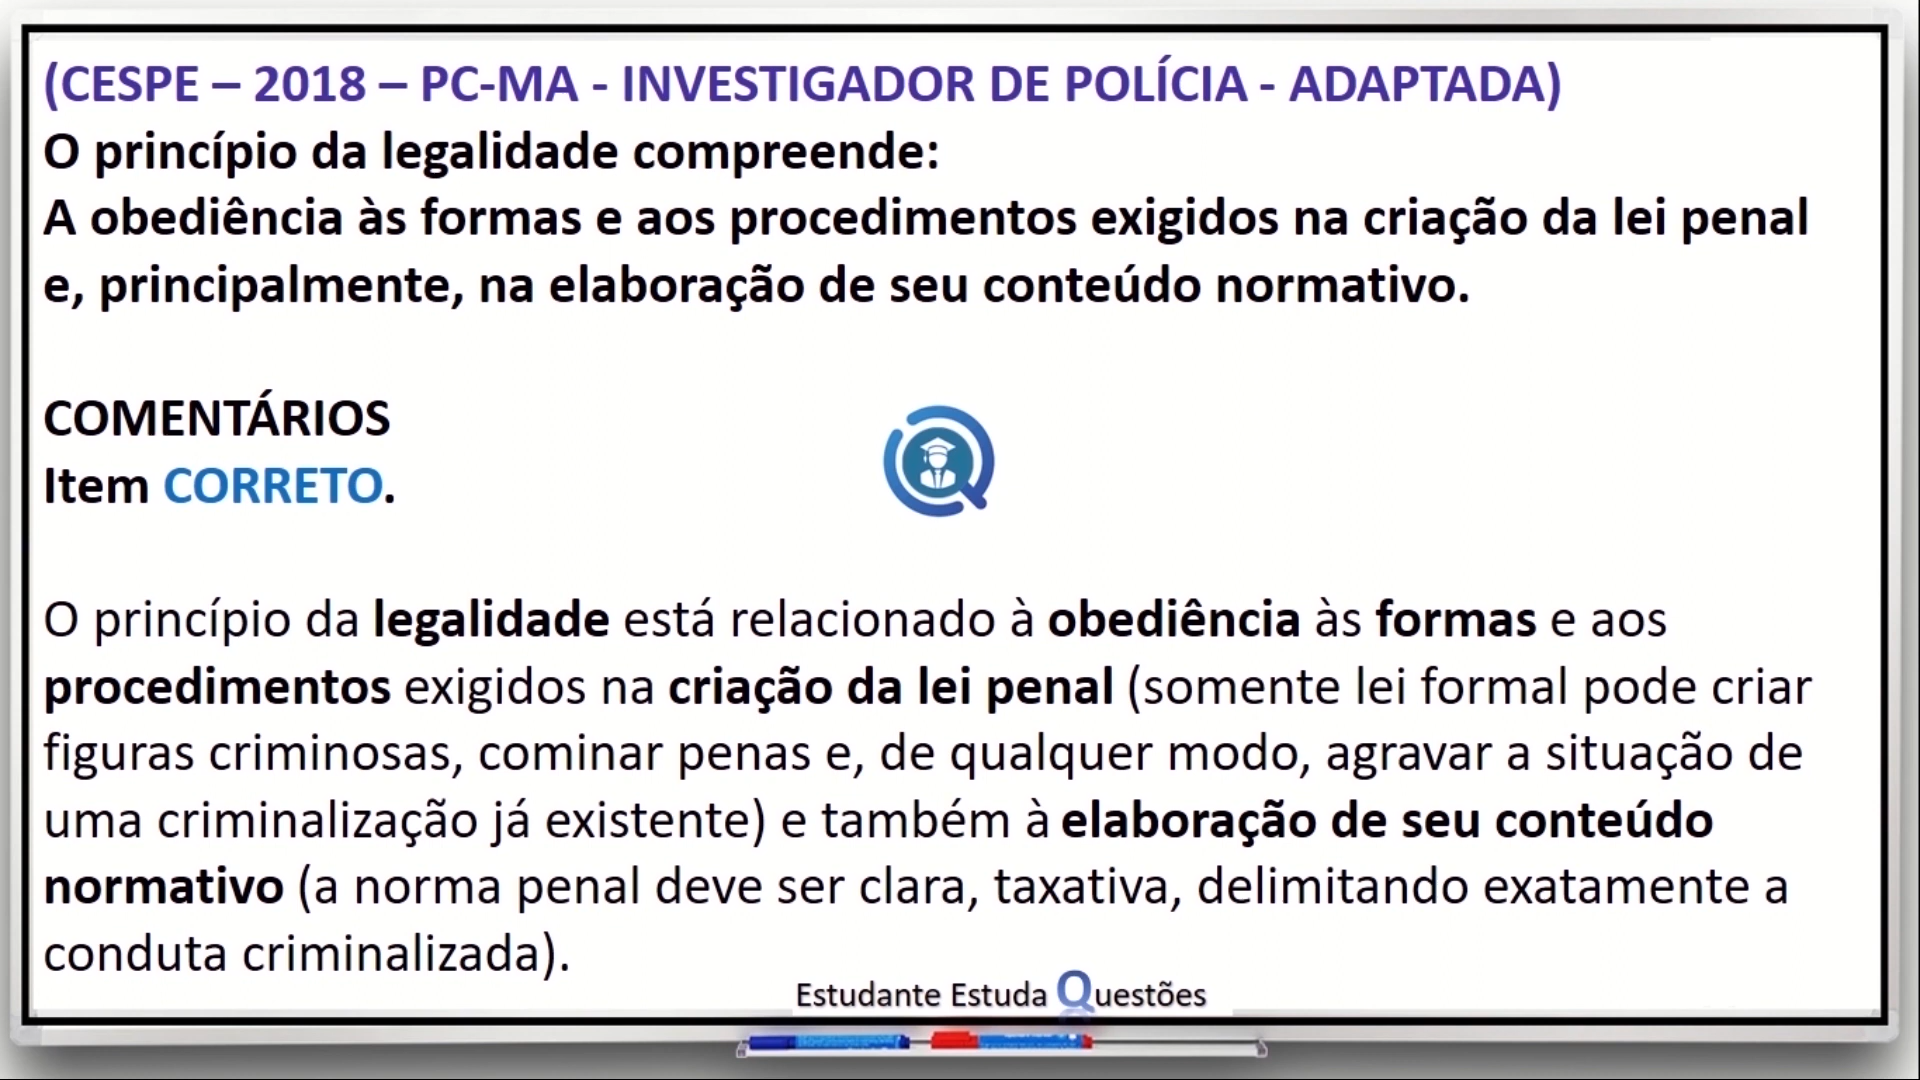 (CESPE – 2018 – PC-MA - INVESTIGADOR DE POLÍCIA - ADAPTADA)
O princípio da legalidade compreende:
A obediência às formas e aos procedimentos exigidos na criação da lei penal
e, principalmente, na elaboração de seu conteúdo normativo.
COMENTÁRIOS
Item CORRETO.
O princípio da legalidade está relacionado à obediência às formas e aos
procedimentos exigidos na criação da lei penal (somente lei formal pode criar
figuras criminosas, cominar penas e, de qualquer modo, agravar a situação de
uma criminalização já existente) e também à elaboração de seu conteúdo
normativo (a norma penal deve ser clara, taxativa, delimitando exatamente a
conduta criminalizada).
Estudante Estuda Questões